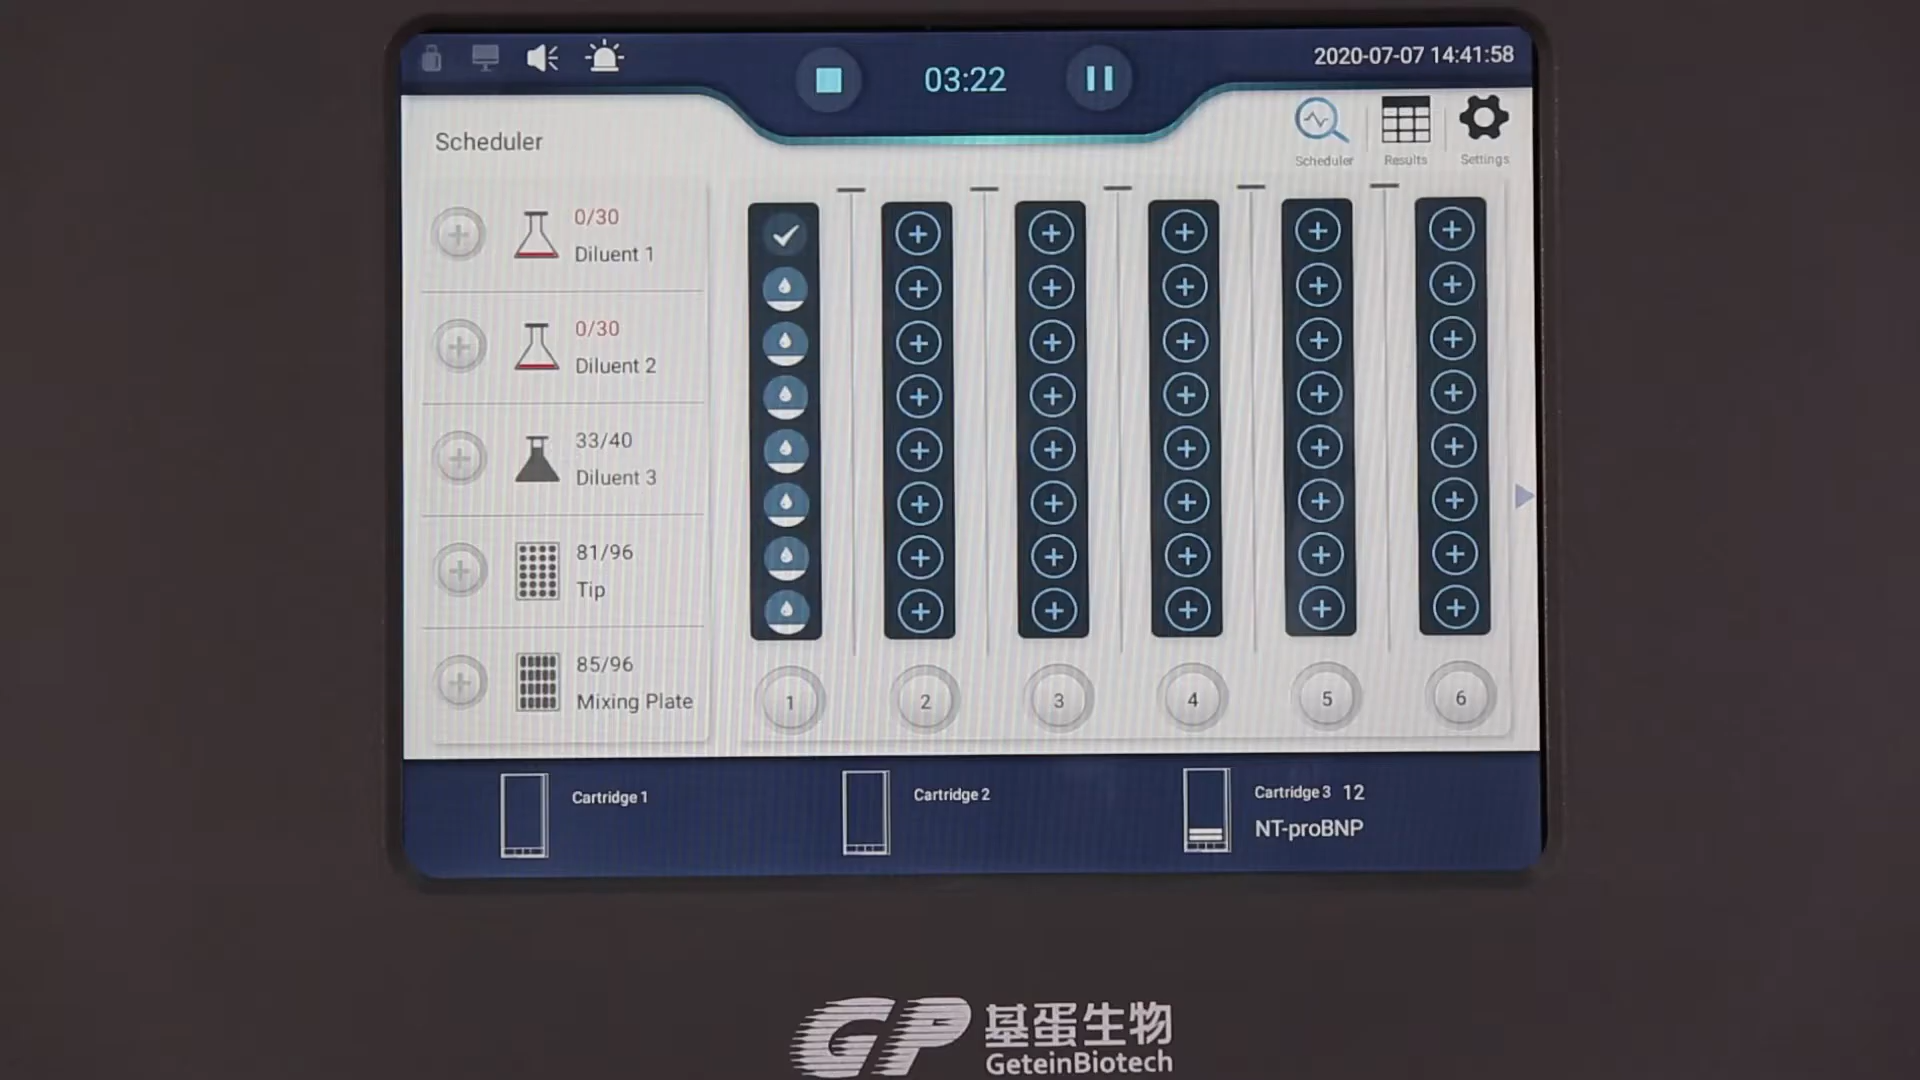 03:22
2020-07-07 14:41:58
Scheduler
Scheduler
Results
Settings
0/30
Diluent 1
0/30
Diluent 2
33/40
Diluent 3
81/96
Tip
85/96
Mixing Plate
1
2
3
4
5
6
Cartridge 1
Cartridge 2
Cartridge 3 12
NT-proBNP
GP
基蛋生物
GeteinBiotech